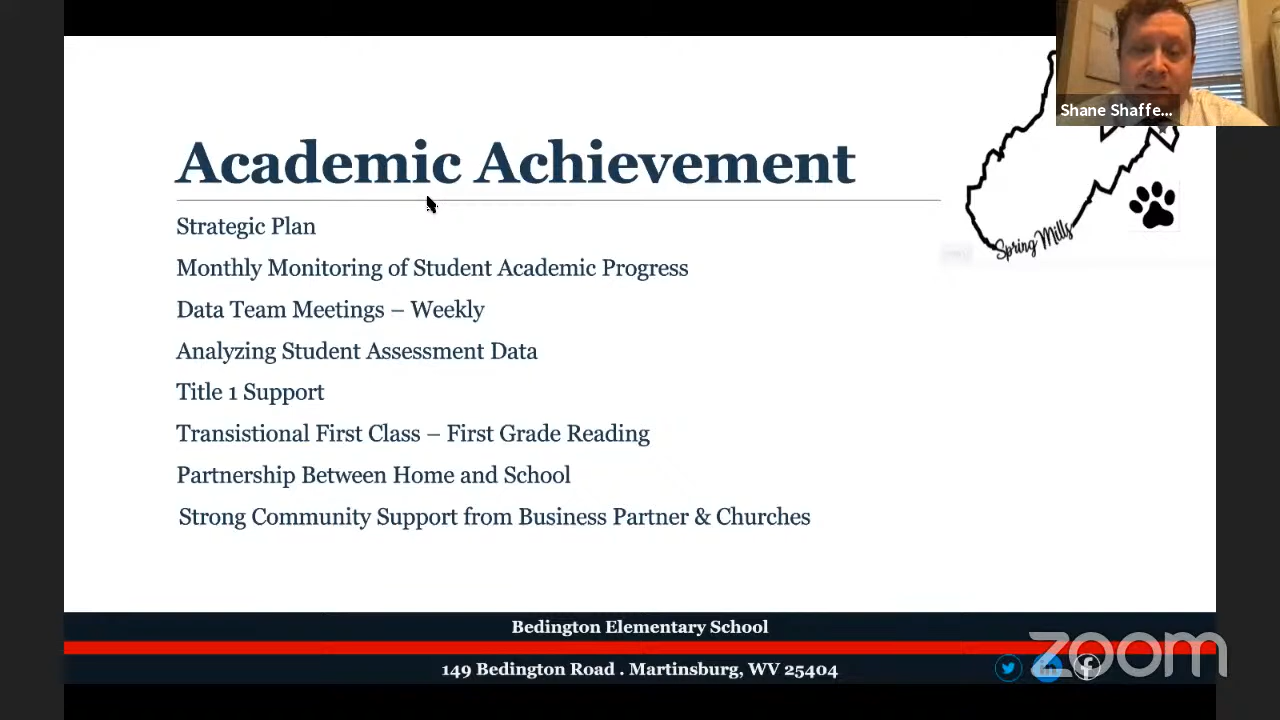 Shane Shaffe...
Academic Achievement
Strategic Plan
Monthly Monitoring of Student Academic Progress
Data Team Meetings – Weekly
Analyzing Student Assessment Data
Title 1 Support
Transistional First Class – First Grade Reading
Partnership Between Home and School
Strong Community Support from Business Partner & Churches
Spring Mills
Bedington Elementary School
149 Bedington Road . Martinsburg, WV 25404
zoom